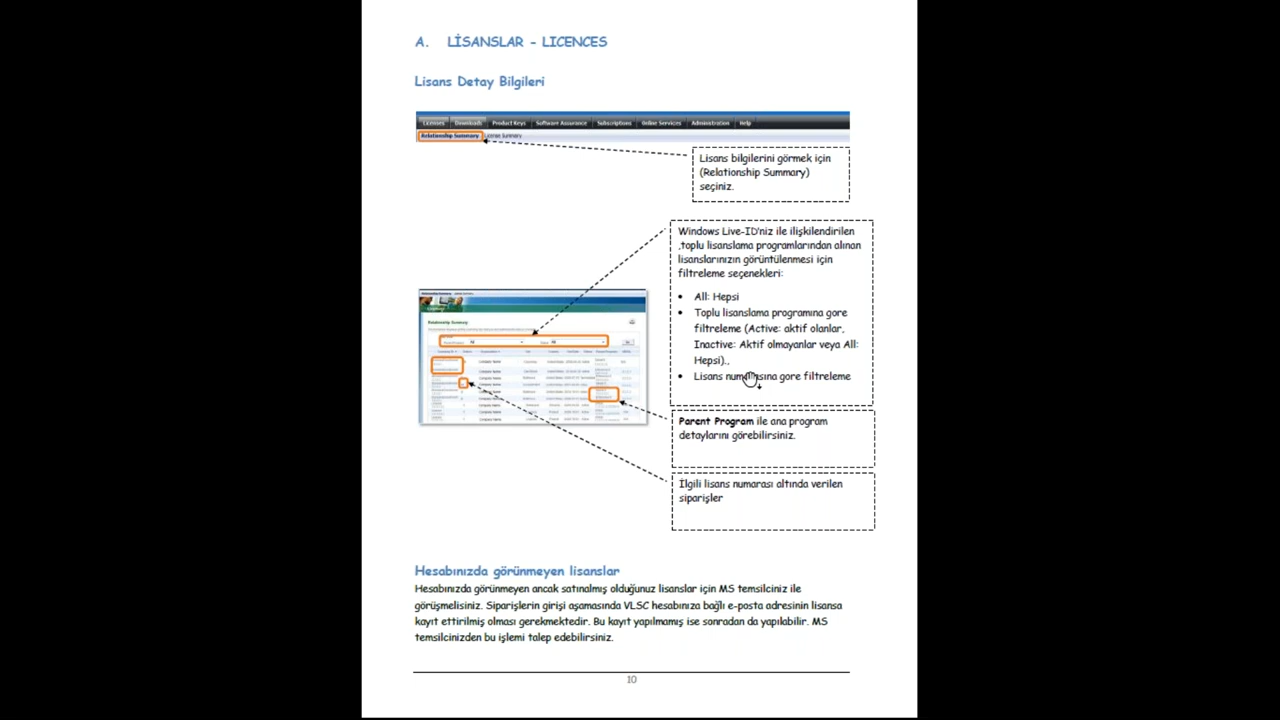 A. LİSANSLAR - LICENCES
Lisans Detay Bilgileri
Licenses Downloads Product Keys Software Assurance Subscriptions Online Services Administration Help
Relationship Summary License Summary
Lisans bilgilerini görmek için
(Relationship Summary)
seçiniz.
Windows Live-ID'niz ile ilişkilendirilen
,toplu lisanslama programlarından alınan
lisanslarınızın görüntülenmesi için
filtreleme seçenekleri:
• All: Hepsi
• Toplu lisanslama programına gore
filtreleme (Active: aktif olanlar,
Inactive: Aktif olmayanlar veya All:
Hepsi).,
• Lisans numarasına gore filtreleme
Relationship Summary
Parent Program ile ana program
detaylarını görebilirsiniz.
İlgili lisans numarası altında verilen
siparişler
Hesabınızda görünmeyen lisanslar
Hesabınızda görünmeyen ancak satınalmış olduğunuz lisanslar için MS temsilciniz ile
görüşmelisiniz. Siparişlerin girişi aşamasında VLSC hesabınıza bağlı e-posta adresinin lisansa
kayıt ettirilmiş olması gerekmektedir. Bu kayıt yapılmamış ise sonradan da yapılabilir. MS
temsilcinizden bu işlemi talep edebilirsiniz.
10